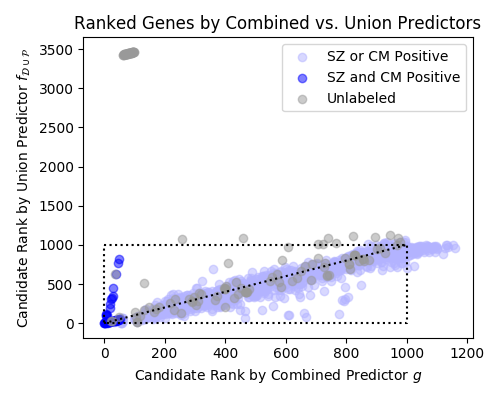 Ranked Genes by Combined vs. Union Predictors
SZ or CM Positive
SZ and CM Positive
Unlabeled
Candidate Rank by Union Predictor f_{𝒟∪𝒫}
3500
3000
2500
2000
1500
1000
500
0
0 200 400 600 800 1000 1200
Candidate Rank by Combined Predictor g